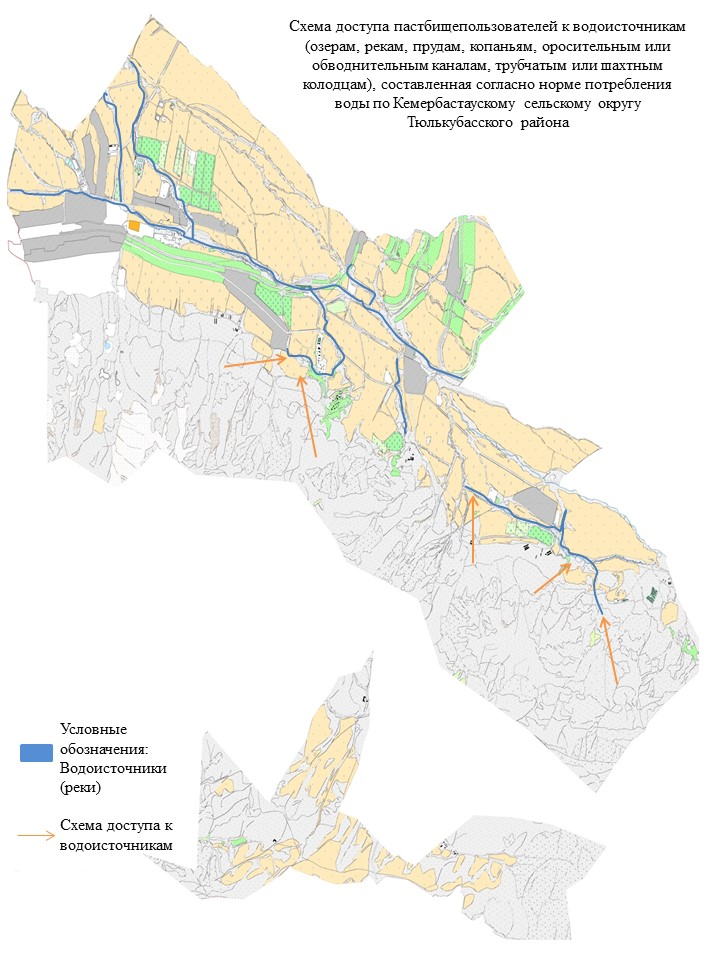 Схема доступа пастбищепользователей к водоисточникам
(озерам, рекам, прудам, копаньям, оросительным или
обводнительным каналам, трубчатым или шахтным
колодцам), составленная согласно норме потребления
воды по Кемербастаускому сельскому округу
Тюлькубасского района
Условные
обозначения:
Водоисточники
(реки)
Схема доступа к
водоисточникам